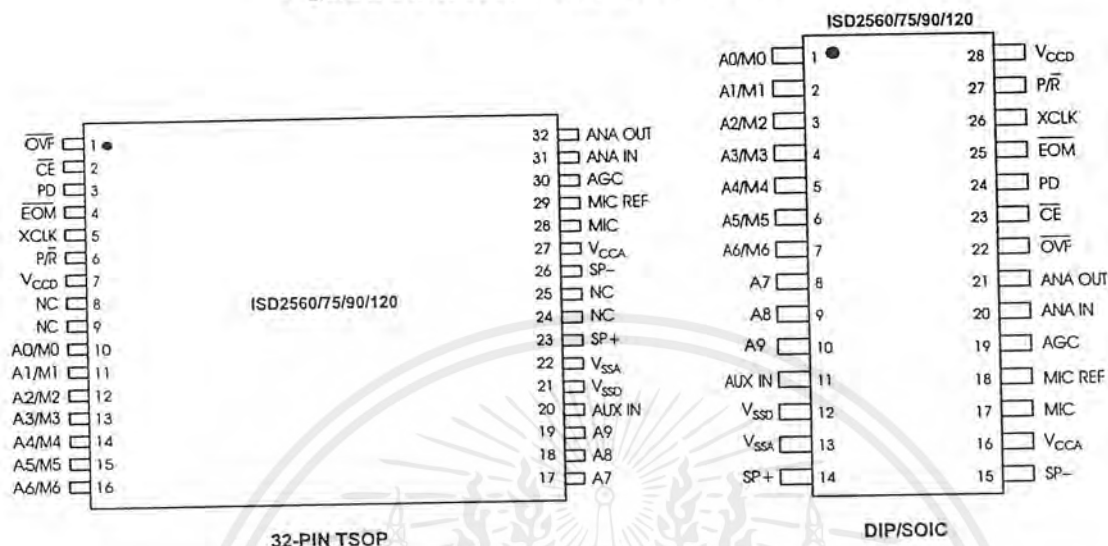 ISD2560/75/90/120
OVF 1
CE 2
PD 3
EOM 4
XCLK 5
P/R 6
VCCD 7
NC 8
NC 9
A0/M0 10
A1/M1 11
A2/M2 12
A3/M3 13
A4/M4 14
A5/M5 15
A6/M6 16
ISD2560/75/90/120
32 ANA OUT
31 ANA IN
30 AGC
29 MIC REF
28 MIC
27 VCCA
26 SP–
25 NC
24 NC
23 SP+
22 VSSA
21 VSSD
20 AUX IN
19 A9
18 A8
17 A7
32-PIN TSOP
A0/M0 1
A1/M1 2
A2/M2 3
A3/M3 4
A4/M4 5
A5/M5 6
A6/M6 7
A7 8
A8 9
A9 10
AUX IN 11
VSSD 12
VSSA 13
SP+ 14
28 VCCD
27 P/R
26 XCLK
25 EOM
24 PD
23 CE
22 OVF
21 ANA OUT
20 ANA IN
19 AGC
18 MIC REF
17 MIC
16 VCCA
15 SP–
DIP/SOIC